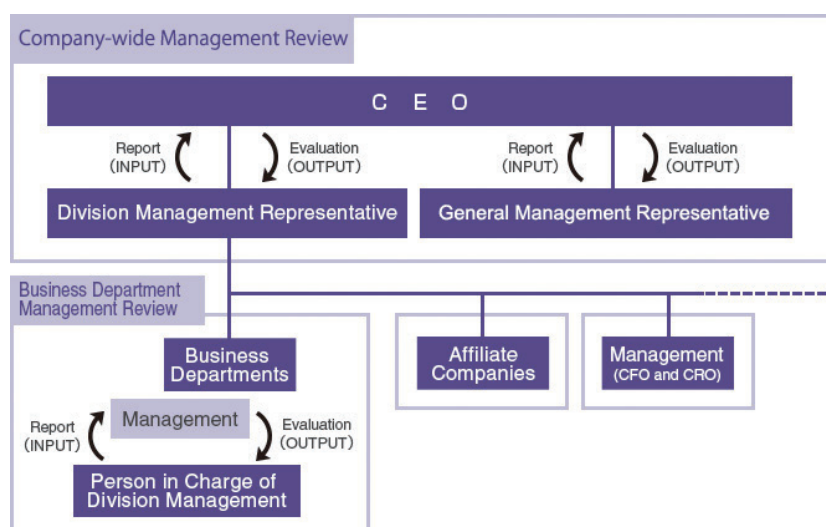 Company-wide Management Review
C E O
Report
(INPUT)
Evaluation
(OUTPUT)
Report
(INPUT)
Evaluation
(OUTPUT)
Division Management Representative
General Management Representative
Business Department
Management Review
Business
Departments
Affiliate
Companies
Management
(CFO and CRO)
Management
Report
(INPUT)
Evaluation
(OUTPUT)
Person in Charge of
Division Management